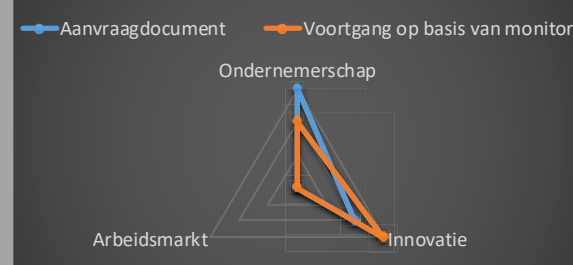 Aanvraagdocument Voortgang op basis van monitor
Ondernemerschap
Arbeidsmarkt Innovatie